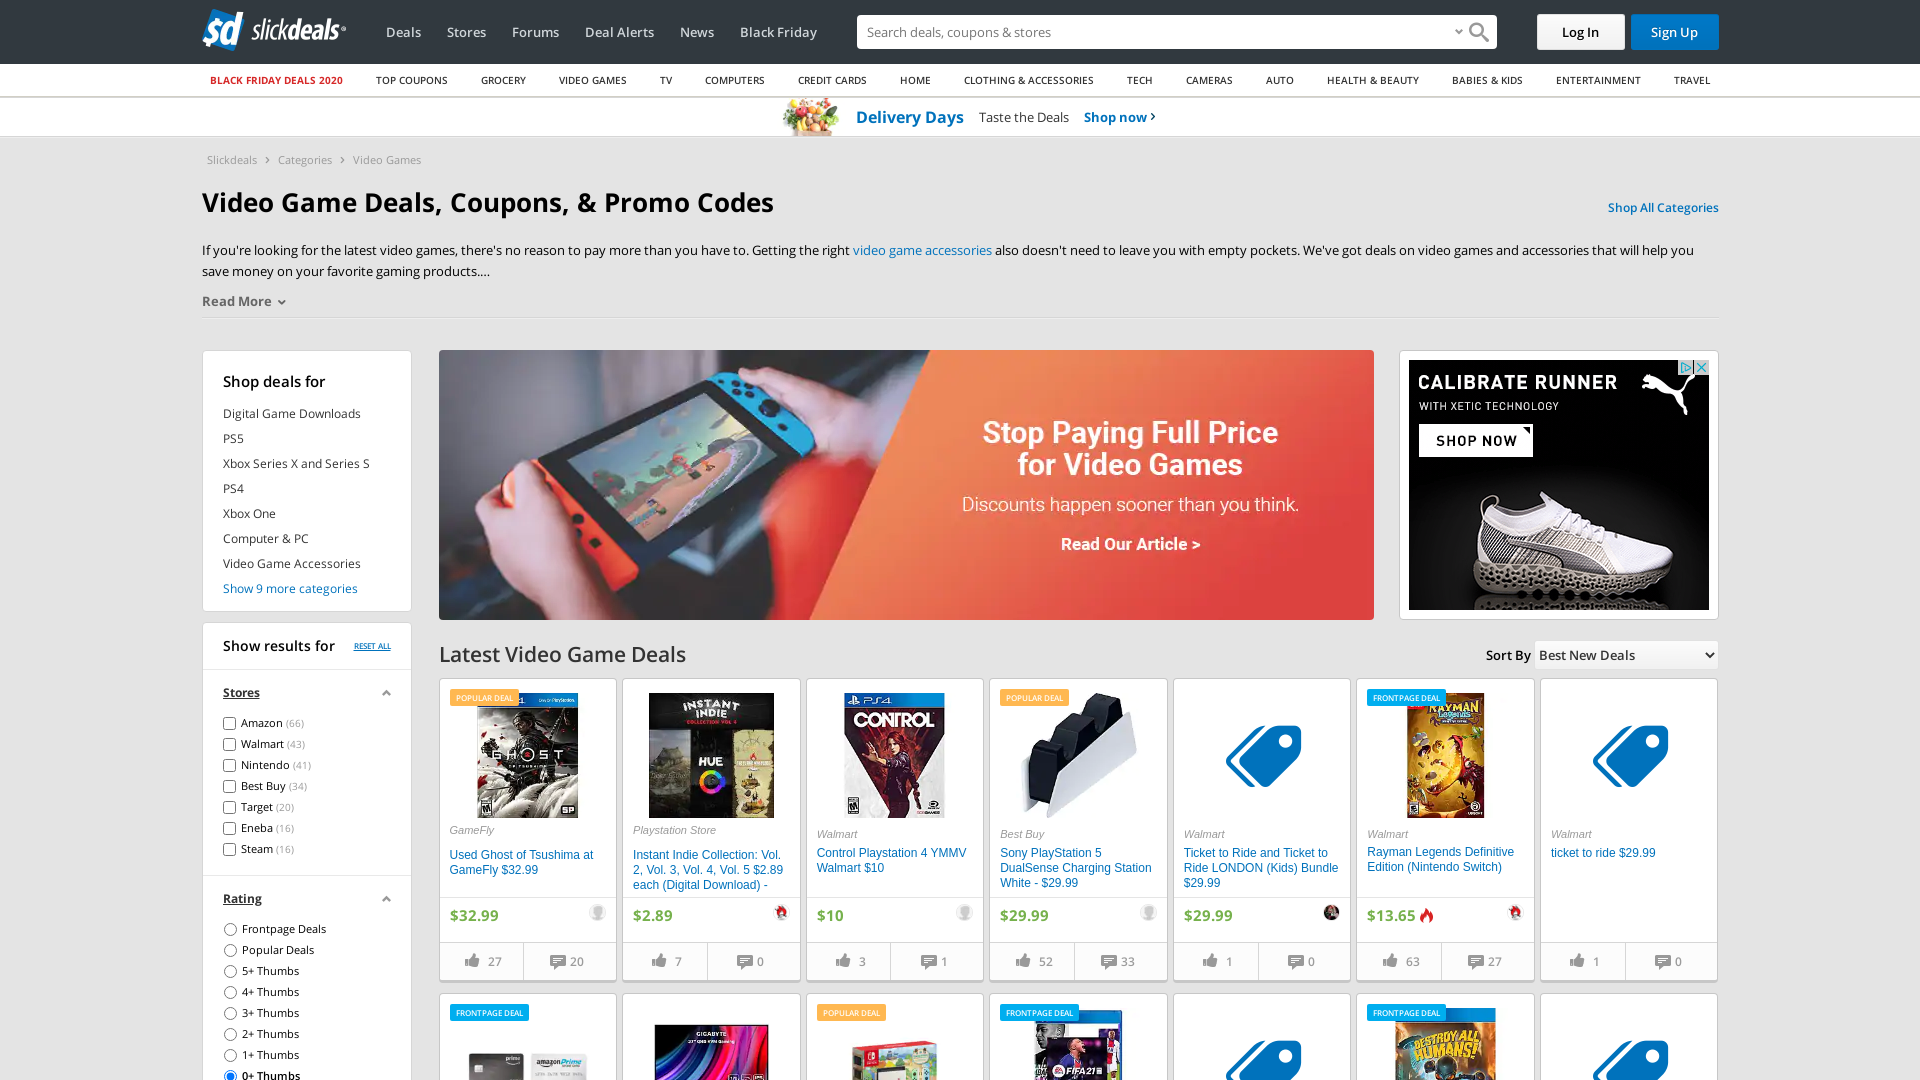 slickdeals
Deals
Stores
Forums
Deal Alerts
News
Black Friday
Search deals, coupons & stores
Log In
Sign Up
BLACK FRIDAY DEALS 2020
TOP COUPONS
GROCERY
VIDEO GAMES
TV
COMPUTERS
CREDIT CARDS
HOME
CLOTHING & ACCESSORIES
TECH
CAMERAS
AUTO
HEALTH & BEAUTY
BABIES & KIDS
ENTERTAINMENT
TRAVEL
Delivery Days
Taste the Deals
Shop now
Slickdeals > Categories > Video Games
Video Game Deals, Coupons, & Promo Codes
Shop All Categories
If you're looking for the latest video games, there's no reason to pay more than you have to. Getting the right video game accessories also doesn't need to leave you with empty pockets. We've got deals on video games and accessories that will help you
save money on your favorite gaming products....
Read More
Shop deals for
Digital Game Downloads
PS5
Xbox Series X and Series S
PS4
Xbox One
Computer & PC
Video Game Accessories
Show 9 more categories
Show results for
RESET ALL
Stores
Amazon (66)
Walmart (43)
Nintendo (41)
Best Buy (34)
Target (20)
Eneba (16)
Steam (16)
Rating
Frontpage Deals
Popular Deals
5+ Thumbs
4+ Thumbs
3+ Thumbs
2+ Thumbs
1+ Thumbs
0+ Thumbs
Stop Paying Full Price
for Video Games
Discounts happen sooner than you think.
Read Our Article >
CALIBRATE RUNNER
WITH XETIC TECHNOLOGY
SHOP NOW
Latest Video Game Deals
Sort By
Best New Deals
POPULAR DEAL
GHOST
GameFly
Used Ghost of Tsushima at
GameFly $32.99
$32.99
27
20
INSTANT
INDIE
COLLECTION VOL 4
HUE
Playstation Store
Instant Indie Collection: Vol.
2, Vol. 3, Vol. 4, Vol. 5 $2.89
each (Digital Download) -
$2.89
7
0
PS4
CONTROL
Walmart
Control Playstation 4 YMMV
Walmart $10
$10
3
1
POPULAR DEAL
Best Buy
Sony PlayStation 5
DualSense Charging Station
White - $29.99
$29.99
52
33
Walmart
Ticket to Ride and Ticket to
Ride LONDON (Kids) Bundle
$29.99
$29.99
1
0
FRONTPAGE DEAL
RAYMAN
LEGENDS
Walmart
Rayman Legends Definitive
Edition (Nintendo Switch)
$13.65
63
27
Walmart
ticket to ride $29.99
1
0
FRONTPAGE DEAL
prime
amazonPrime
GIGABYTE
POPULAR DEAL
FRONTPAGE DEAL
FIFA 21
FRONTPAGE DEAL
DESTROY ALL
HUMANS!